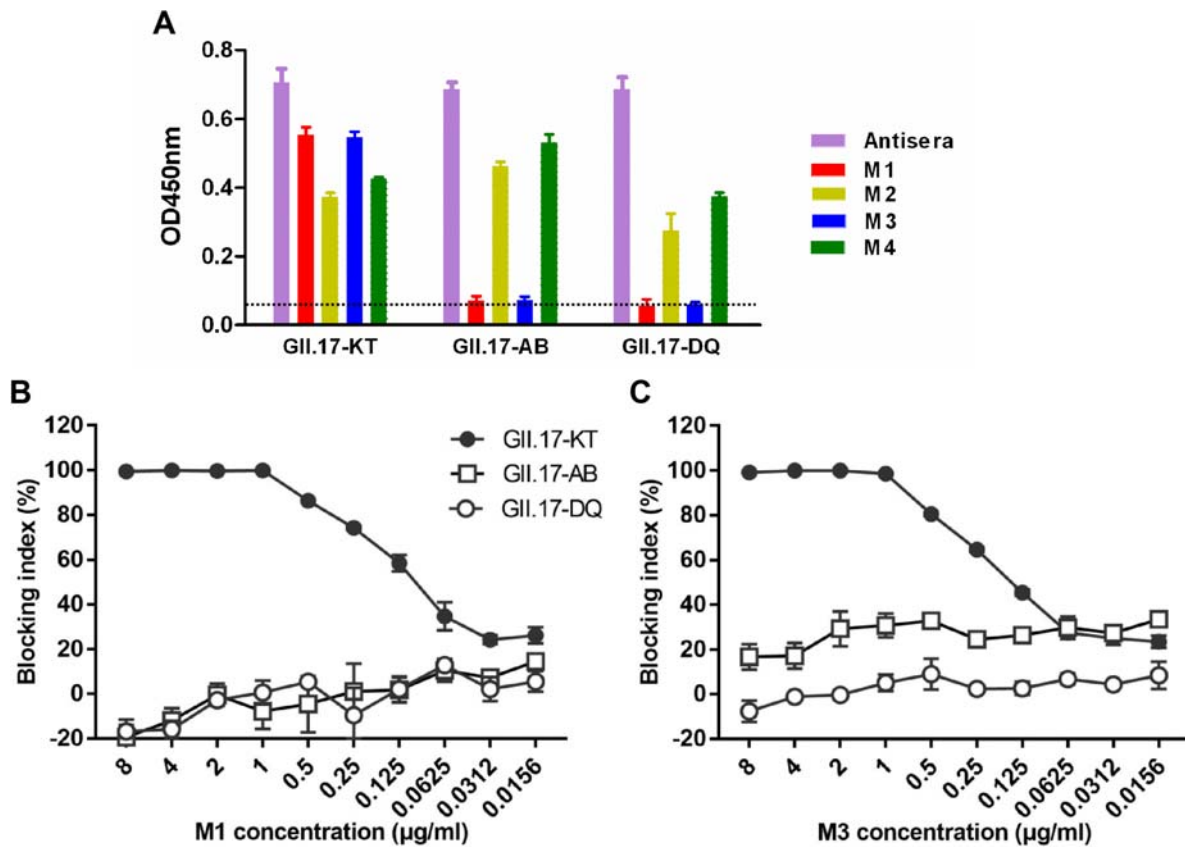 A
0.8
0.6
0.4
0.2
0.0
OD450nm
GII.17-KT GII.17-AB GII.17-DQ
Antisera
M1
M2
M3
M4
B
120
100
80
60
40
20
0
-20
Blocking index (%)
GII.17-KT
GII.17-AB
GII.17-DQ
8 4 2 1 0.5 0.25 0.125 0.0625 0.0312 0.0156
M1 concentration (µg/ml)
C
120
100
80
60
40
20
0
-20
Blocking index (%)
8 4 2 1 0.5 0.25 0.125 0.0625 0.0312 0.0156
M3 concentration (µg/ml)